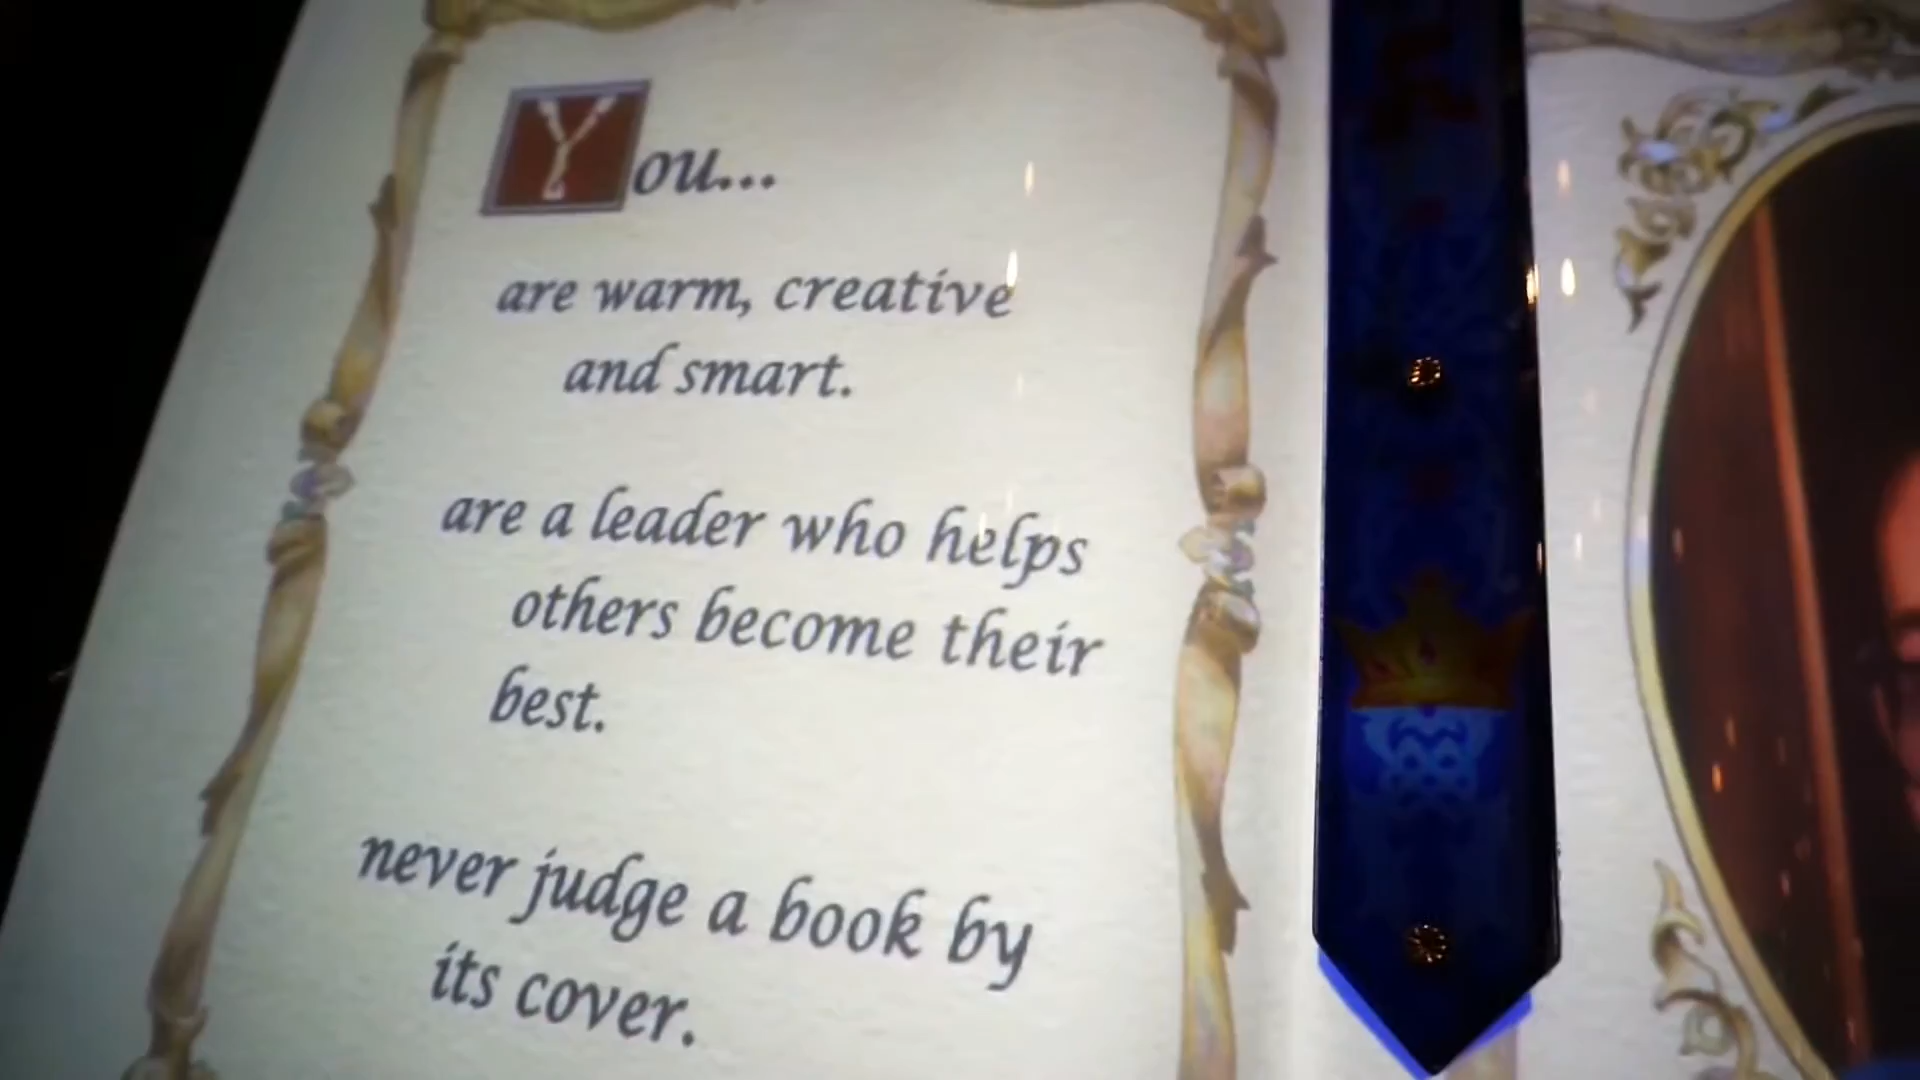 You...
are warm, creative
and smart.
are a leader who helps
others become their
best.
never judge a book by
its cover.